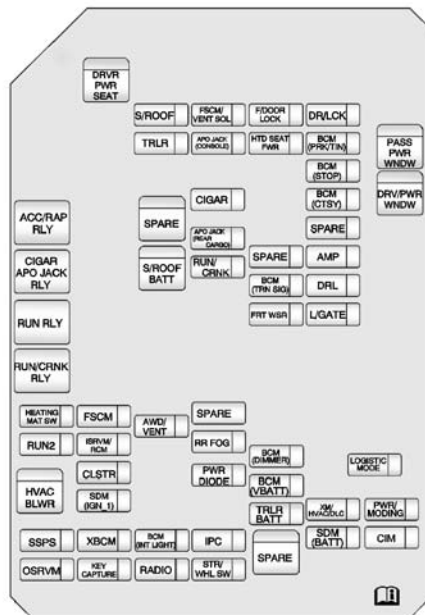 DRVR
PWR
SEAT
S/ROOF
FSCM/
VENT SOL
F/DOOR
LOCK
DR/LCK
TRLR
APO JACK
(CONSOLE)
HTD SEAT
PWR
BCM
(PRK/TIN)
PASS
PWR
WNDW
BCM
(STOP)
DRV/PWR
WNDW
CIGAR
BCM
(CTSY)
ACC/RAP
RLY
SPARE
APO JACK
(REAR
CARGO)
SPARE
CIGAR
APO JACK
RLY
S/ROOF
BATT
RUN/
CRNK
SPARE
AMP
BCM
(TRN SIG)
DRL
RUN RLY
FRT WSR
L/GATE
RUN/CRNK
RLY
HEATING
MAT SW
FSCM
AWD/
VENT
SPARE
RUN2
ISRVM/
RCM
RR FOG
BCM
(DIMMER)
LOGISTIC
MODE
HVAC
BLWR
CLSTR
PWR
DIODE
BCM
(VBATT)
SDM
(IGN_1)
TRLR
BATT
XM/
HVAC/DLC
PWR/
MODING
SSPS
XBCM
BCM
(INT LIGHT)
IPC
SPARE
SDM
(BATT)
CIM
OSRVM
KEY
CAPTURE
RADIO
STR/
WHL SW